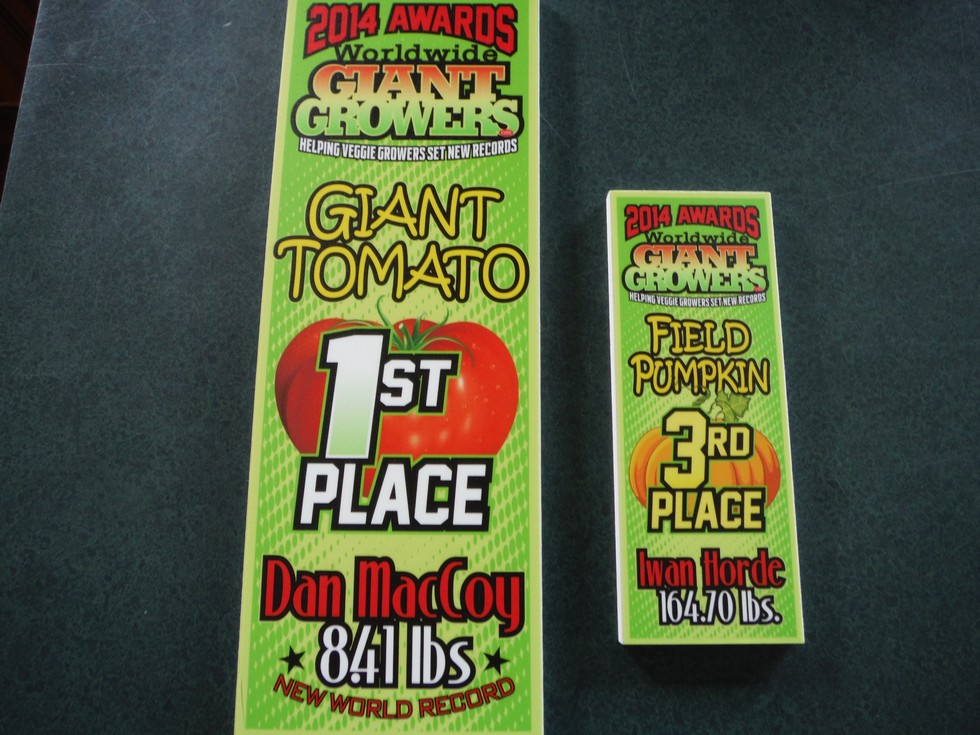 2014 AWARDS
Worldwide
GIANT
GROWERS
HELPING VEGGIE GROWERS SET NEW RECORDS
GIANT
TOMATO
1ST
PLACE
Dan MacCoy
8.41 lbs
NEW WORLD RECORD
2014 AWARDS
Worldwide
GIANT
GROWERS
HELPING VEGGIE GROWERS SET NEW RECORDS
FIELD
PUMPKIN
3RD
PLACE
Iwan Horde
164.70 lbs.